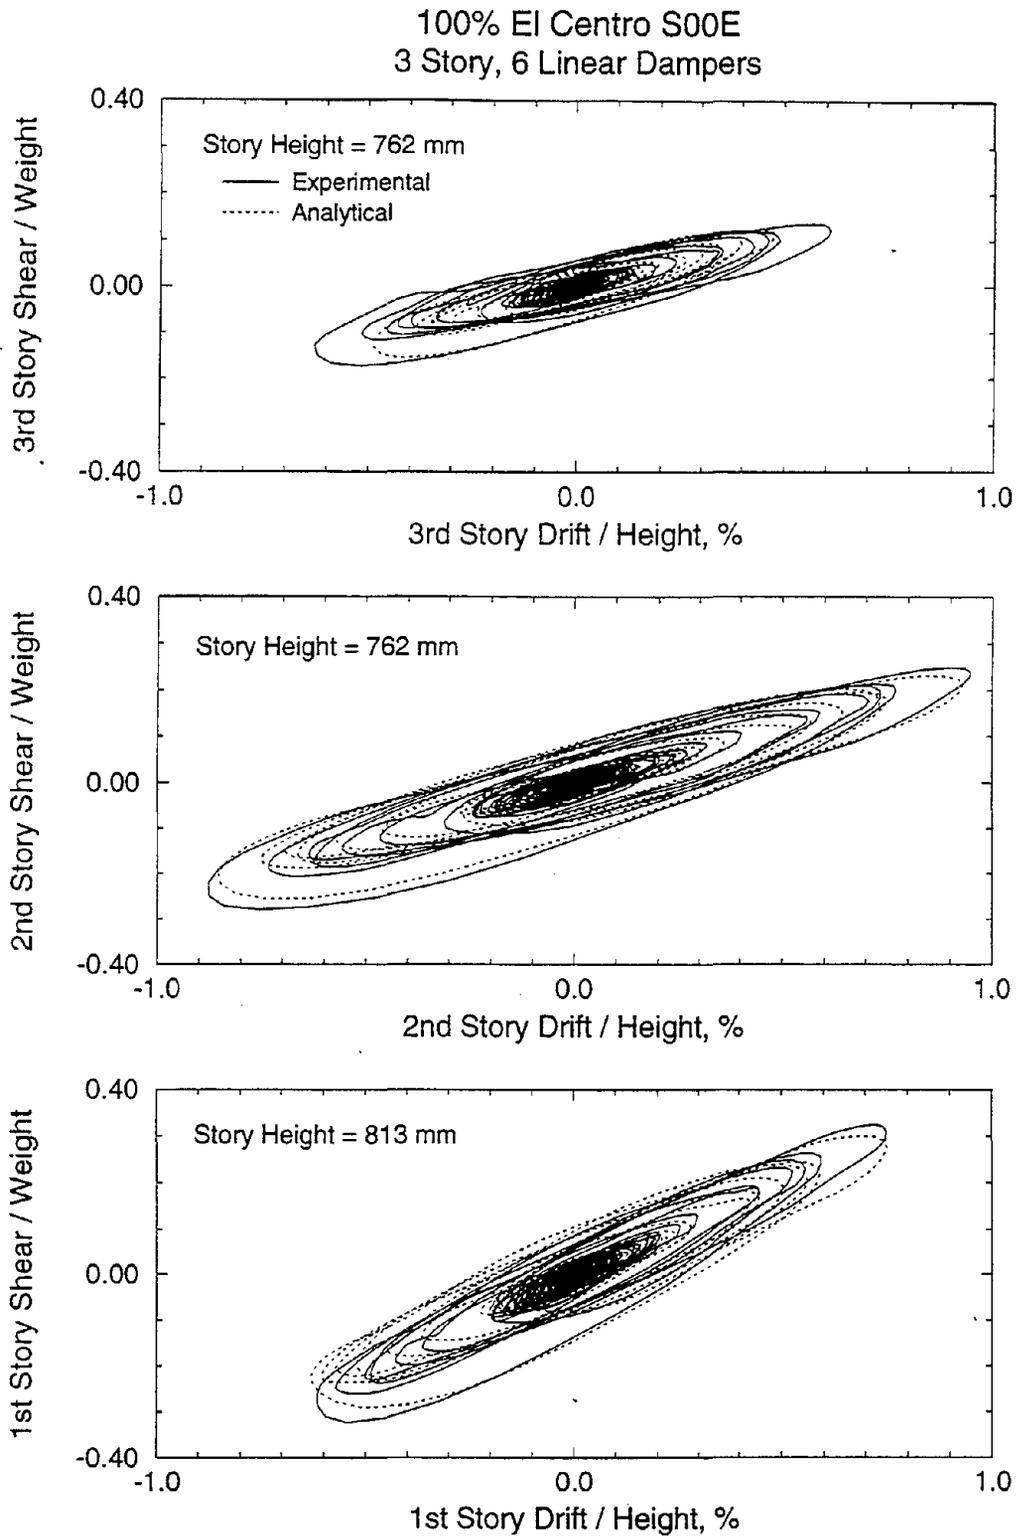 100% El Centro S00E
3 Story, 6 Linear Dampers
0.40
Story Height = 762 mm
Experimental
Analytical
3rd Story Shear / Weight
0.00
-0.40
-1.0
0.0
1.0
3rd Story Drift / Height, %
0.40
Story Height = 762 mm
2nd Story Shear / Weight
0.00
-0.40
-1.0
0.0
1.0
2nd Story Drift / Height, %
0.40
Story Height = 813 mm
1st Story Shear / Weight
0.00
-0.40
-1.0
0.0
1.0
1st Story Drift / Height, %